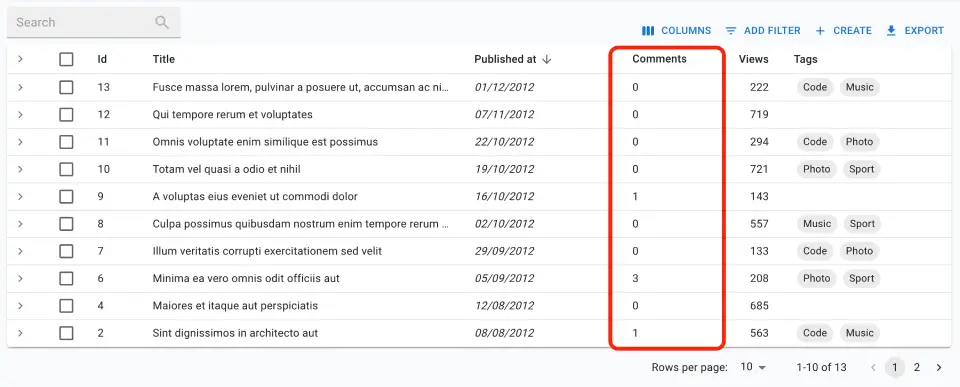 Search
COLUMNS ADD FILTER CREATE EXPORT
Id Title Published at Comments Views Tags
13 Fusce massa lorem, pulvinar a posuere ut, accumsan ac ni... 01/12/2012 0 222 Code Music
12 Qui tempore rerum et voluptates 07/11/2012 0 719
11 Omnis voluptate enim similique est possimus 22/10/2012 0 294 Code Photo
10 Totam vel quasi a odio et nihil 19/10/2012 0 721 Photo Sport
9 A voluptas eius eveniet ut commodi dolor 16/10/2012 1 143
8 Culpa possimus quibusdam nostrum enim tempore rerum ... 02/10/2012 0 557 Music Sport
7 Illum veritatis corrupti exercitationem sed velit 29/09/2012 0 133 Code Photo
6 Minima ea vero omnis odit officiis aut 05/09/2012 3 208 Photo Sport
4 Maiores et itaque aut perspiciatis 12/08/2012 0 685
2 Sint dignissimos in architecto aut 08/08/2012 1 563 Code Music
Rows per page: 10 1-10 of 13 1 2